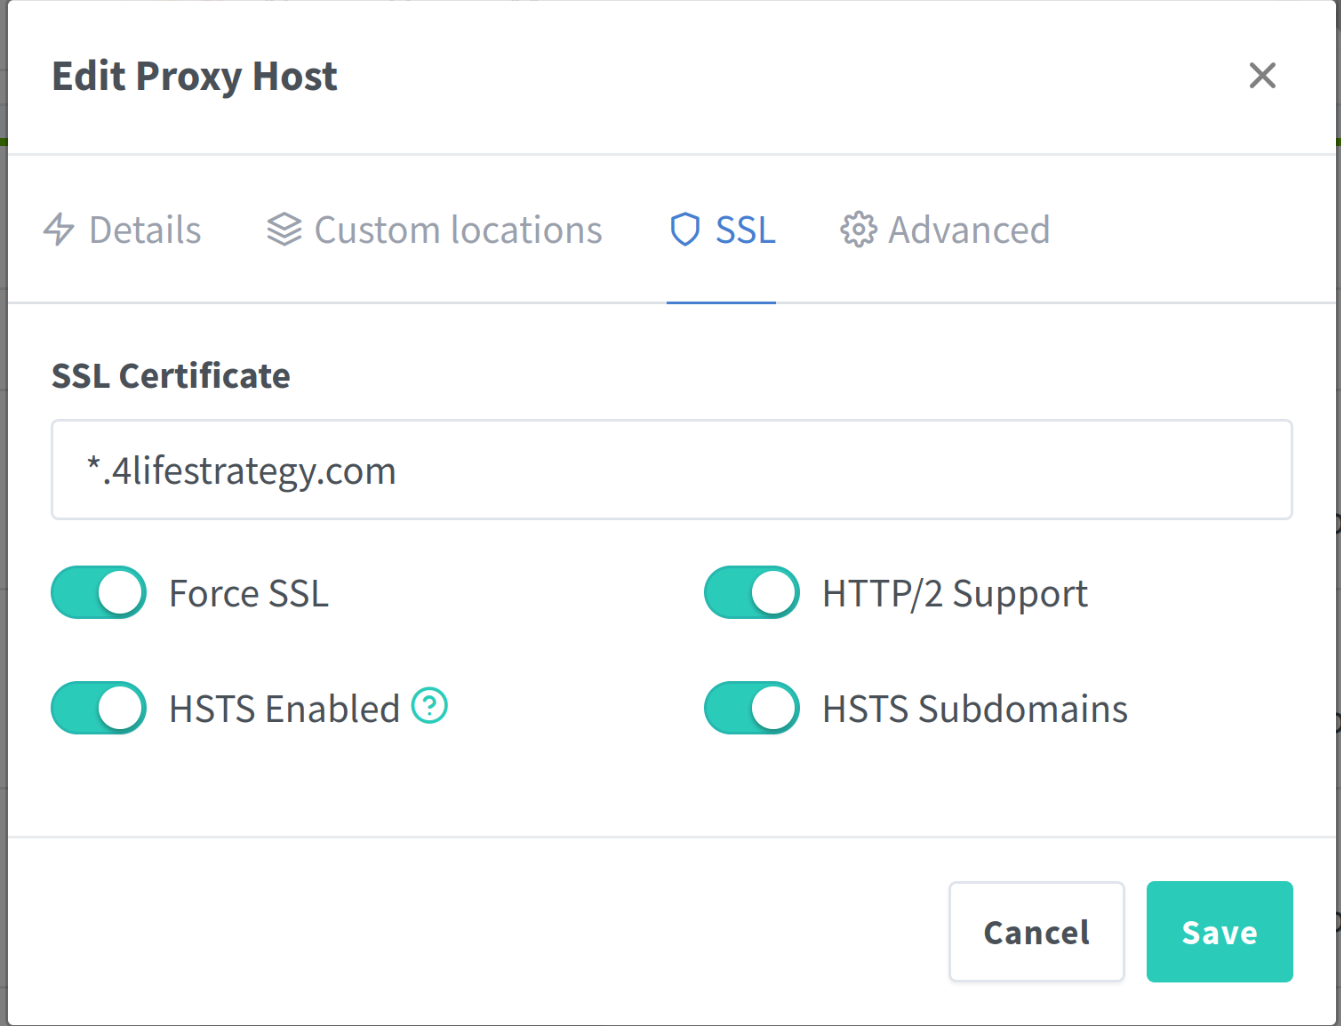 Edit Proxy Host
Details Custom locations SSL Advanced
SSL Certificate
*.4lifestrategy.com
Force SSL HTTP/2 Support
HSTS Enabled HSTS Subdomains
Cancel Save